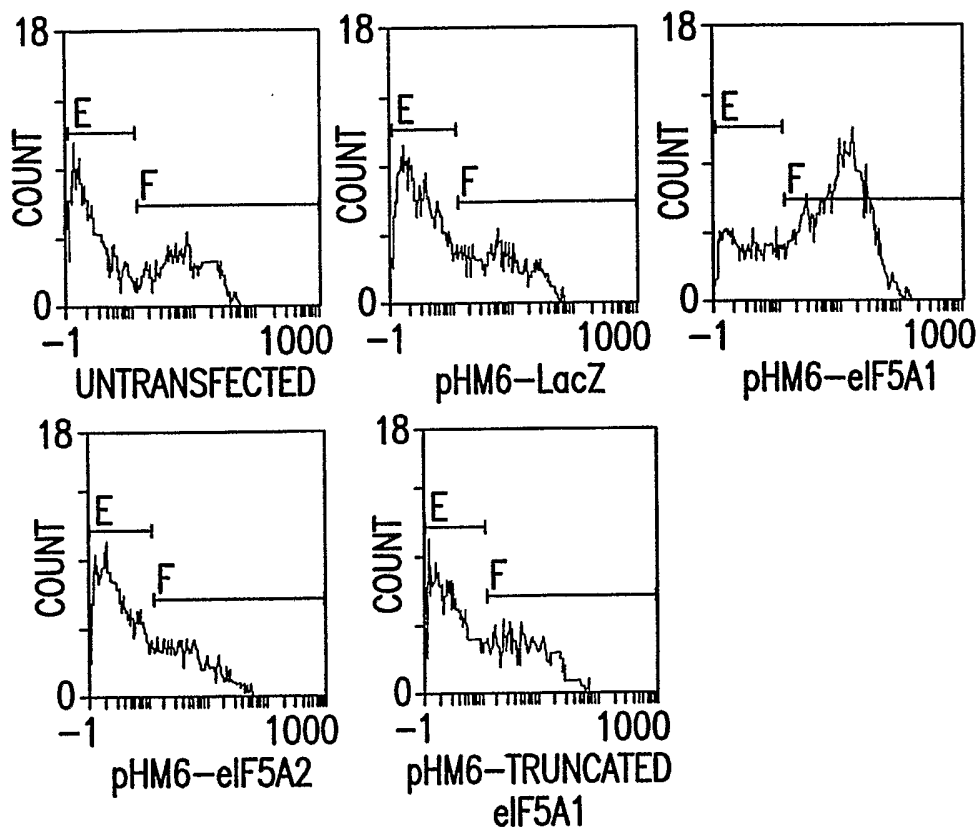 18
COUNT
E
F
0
-1
1000
UNTRANSFECTED
18
COUNT
E
F
0
-1
1000
pHM6-LacZ
18
COUNT
E
F
0
-1
1000
pHM6-eIF5A1
18
COUNT
E
F
0
-1
1000
pHM6-eIF5A2
18
COUNT
E
F
0
-1
1000
pHM6-TRUNCATED
eIF5A1